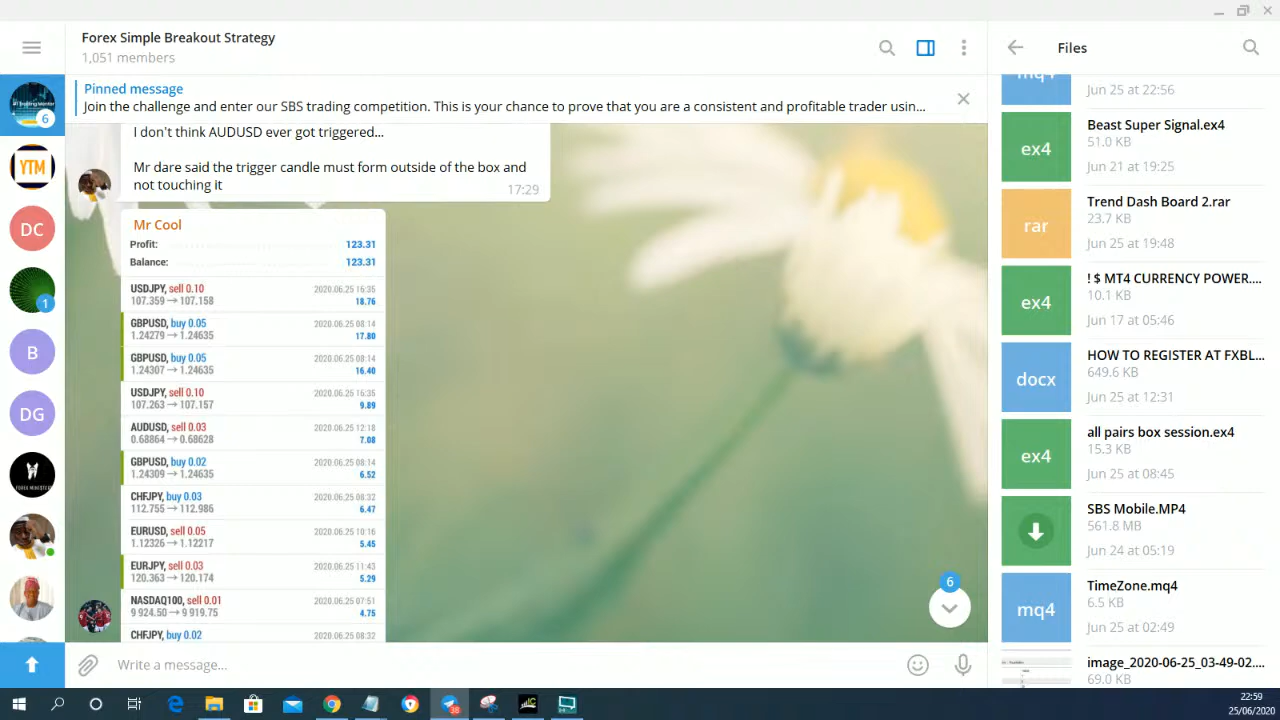 Forex Simple Breakout Strategy
1,051 members
Pinned message
Join the challenge and enter our SBS trading competition. This is your chance to prove that you are a consistent and profitable trader usin...
I don't think AUDUSD ever got triggered...
Mr dare said the trigger candle must form outside of the box and
not touching it
17:29
Mr Cool
Profit: 123.31
Balance: 123.31
USDJPY, sell 0.10 2020.06.25 16:35
107.359 → 107.158 18.76
GBPUSD, buy 0.05 2020.06.25 08:14
1.24279 → 1.24635 17.80
GBPUSD, buy 0.05 2020.06.25 08:14
1.24307 → 1.24635 16.40
USDJPY, sell 0.10 2020.06.25 16:35
107.263 → 107.157 9.89
AUDUSD, sell 0.03 2020.06.25 12:18
0.68864 → 0.68628 7.08
GBPUSD, buy 0.02 2020.06.25 08:14
1.24309 → 1.24635 6.52
CHFJPY, buy 0.03 2020.06.25 08:32
112.755 → 112.986 6.47
EURUSD, sell 0.05 2020.06.25 10:16
1.12326 → 1.12217 5.45
EURJPY, sell 0.03 2020.06.25 11:43
120.363 → 120.174 5.29
NASDAQ100, sell 0.01 2020.06.25 07:51
9 924.50 → 9 919.75 4.75
CHFJPY, buy 0.02 2020.06.25 08:32
6
Write a message...
6
YTM
DC
1
B
DG
Files
mq4
Jun 25 at 22:56
ex4
Beast Super Signal.ex4
51.0 KB
Jun 21 at 19:25
rar
Trend Dash Board 2.rar
23.7 KB
Jun 25 at 19:48
ex4
! $ MT4 CURRENCY POWER....
10.1 KB
Jun 17 at 05:46
docx
HOW TO REGISTER AT FXBL...
649.6 KB
Jun 25 at 12:31
ex4
all pairs box session.ex4
15.3 KB
Jun 25 at 08:45
SBS Mobile.MP4
561.8 MB
Jun 24 at 05:19
mq4
TimeZone.mq4
6.5 KB
Jun 25 at 02:49
image_2020-06-25_03-49-02....
69.0 KB
38
22:59
25/06/2020